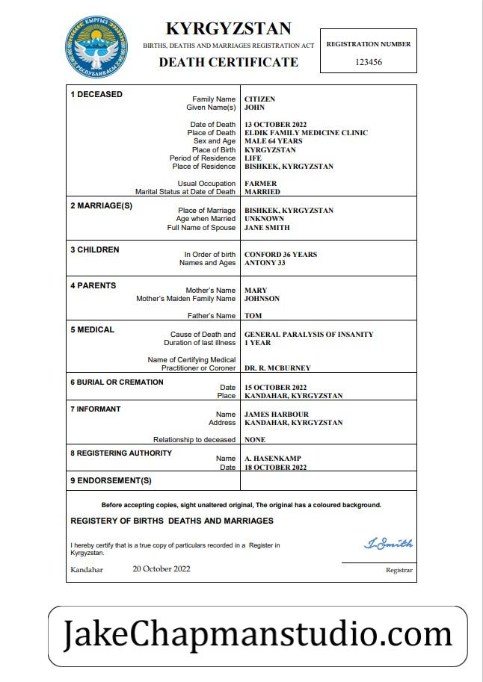 KYRGYZSTAN
BIRTHS, DEATHS AND MARRIAGES REGISTRATION ACT
DEATH CERTIFICATE
REGISTRATION NUMBER
123456
1 DECEASED
Family Name CITIZEN
Given Name(s) JOHN
Date of Death 13 OCTOBER 2022
Place of Death ELDIK FAMILY MEDICINE CLINIC
Sex and Age MALE 64 YEARS
Place of Birth KYRGYZSTAN
Period of Residence LIFE
Place of Residence BISHKEK, KYRGYZSTAN
Usual Occupation FARMER
Marital Status at Date of Death MARRIED
2 MARRIAGE(S)
Place of Marriage BISHKEK, KYRGYZSTAN
Age when Married UNKNOWN
Full Name of Spouse JANE SMITH
3 CHILDREN
In Order of birth CONFORD 36 YEARS
Names and Ages ANTONY 33
4 PARENTS
Mother's Name MARY
Mother's Maiden Family Name JOHNSON
Father's Name TOM
5 MEDICAL
Cause of Death and GENERAL PARALYSIS OF INSANITY
Duration of last illness 1 YEAR
Name of Certifying Medical
Practitioner or Coroner DR. R. MCBURNEY
6 BURIAL OR CREMATION
Date 15 OCTOBER 2022
Place KANDAHAR, KYRGYZSTAN
7 INFORMANT
Name JAMES HARBOUR
Address KANDAHAR, KYRGYZSTAN
Relationship to deceased NONE
8 REGISTERING AUTHORITY
Name A. HASENKAMP
Date 18 OCTOBER 2022
9 ENDORSEMENT(S)
Before accepting copies, sight unaltered original, The original has a coloured background.
REGISTERY OF BIRTHS DEATHS AND MARRIAGES
I hereby certify that is a true copy of particulars recorded in a Register in
Kyrgyzstan.
I.Smith
Kandahar 20 October 2022 Registrar
JakeChapmanstudio.com